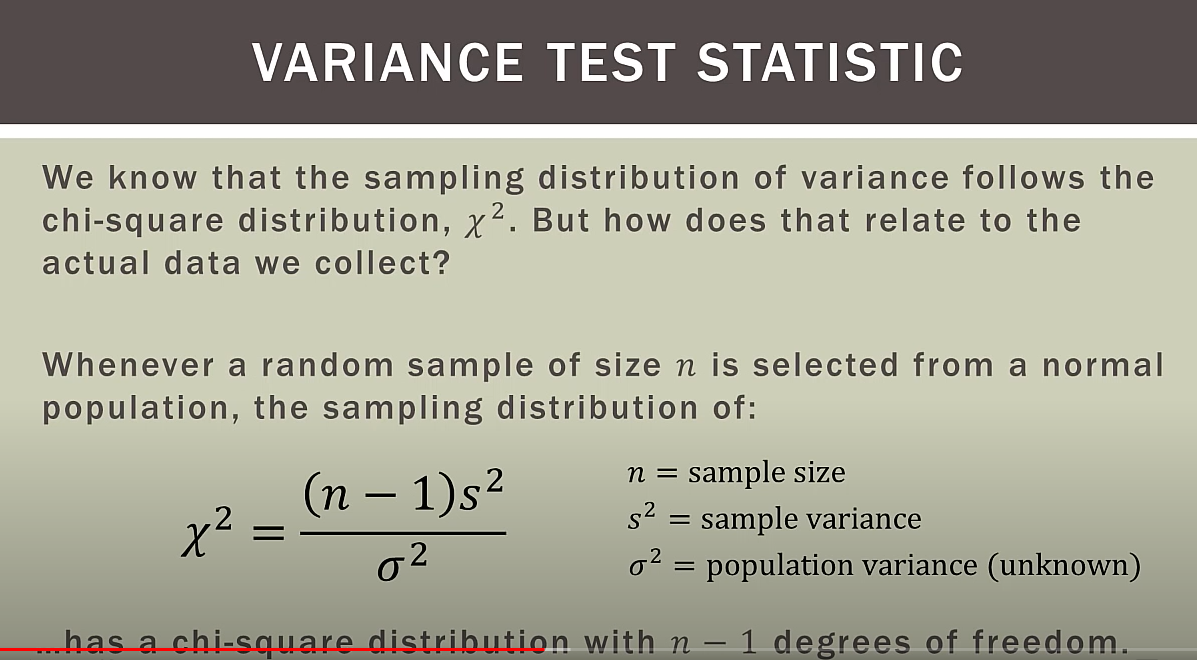 VARIANCE TEST STATISTIC
We know that the sampling distribution of variance follows the
chi-square distribution, χ². But how does that relate to the
actual data we collect?
Whenever a random sample of size n is selected from a normal
population, the sampling distribution of:
χ² = (n − 1)s² / σ²
n = sample size
s² = sample variance
σ² = population variance (unknown)
...has a chi-square distribution with n − 1 degrees of freedom.